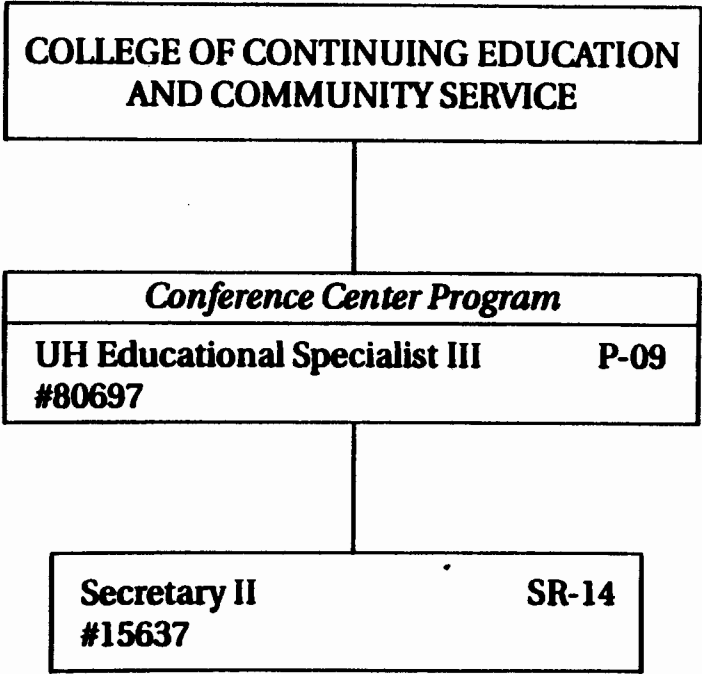 COLLEGE OF CONTINUING EDUCATION
AND COMMUNITY SERVICE
Conference Center Program
UH Educational Specialist III P-09
#80697
Secretary II SR-14
#15637